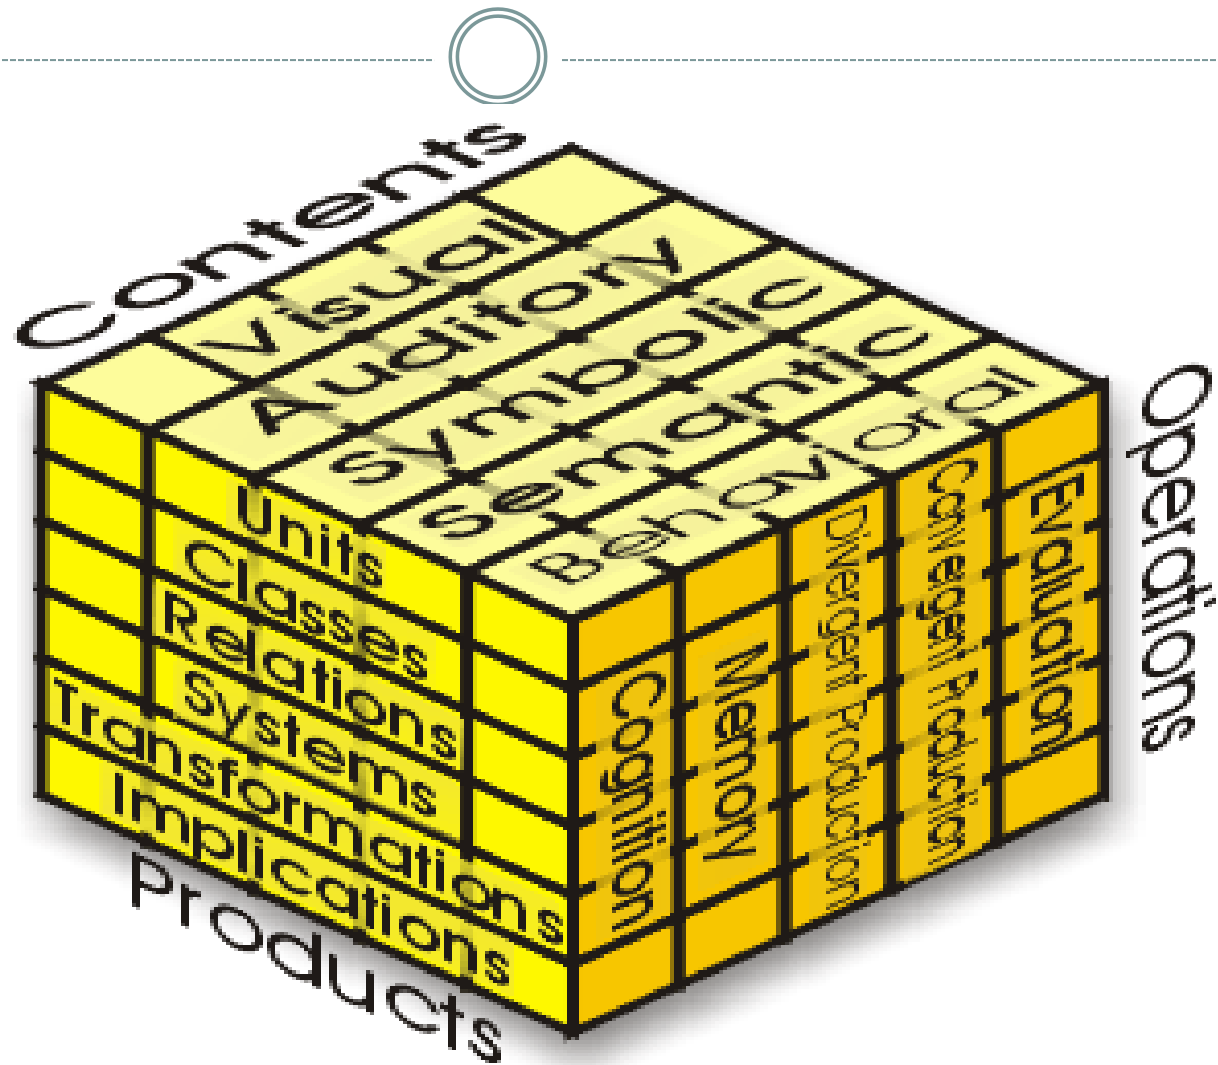 Contents
Visual
Auditory
Symbolic
Semantic
Behavioral
Units
Classes
Relations
Systems
Transformations
Implications
Products
Cognition
Memory
Divergent Production
Convergent Production
Evaluation
Operations